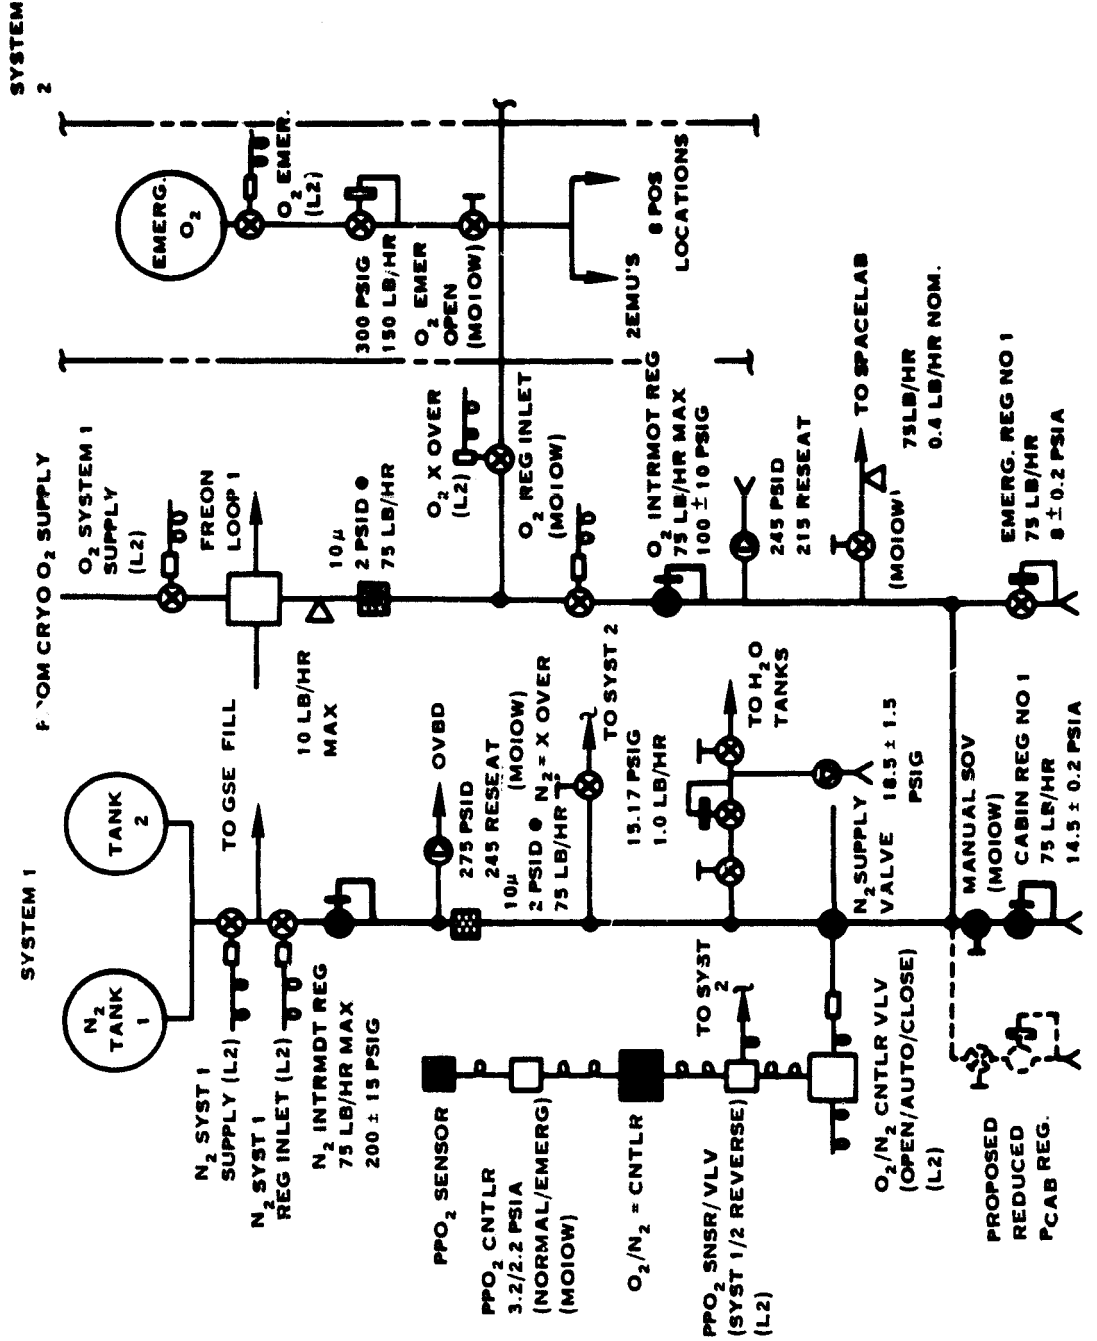 SYSTEM
2
EMERG.
O2
O2 EMER.
(L2)
300 PSIG
150 LB/HR
O2 EMER
OPEN
(MO10W)
2EMU'S
8 POS
LOCATIONS
FROM CRYO O2 SUPPLY
O2 SYSTEM 1
SUPPLY
(L2)
FREON
LOOP 1
10 LB/HR
MAX
10μ
2 PSID @
75 LB/HR
O2 X OVER
(L2)
O2 REG INLET
(MO10W)
O2 INTRMOT REG
75 LB/HR MAX
100 ± 10 PSIG
245 PSID
215 RESEAT
(MO10W)
TO SPACELAB
75LB/HR
0.4 LB/HR NOM.
EMERG. REG NO 1
75 LB/HR
8 ± 0.2 PSIA
SYSTEM 1
N2
TANK
1
TANK
2
N2 SYST 1
SUPPLY (L2)
TO GSE FILL
N2 SYST 1
REG INLET (L2)
N2 INTRMDT REG
75 LB/HR MAX
200 ± 15 PSIG
OVBD
275 PSID
245 RESEAT
10μ
2 PSID @
75 LB/HR
(MO10W)
N2 = X OVER
TO SYST 2
15.17 PSIG
1.0 LB/HR
TO H2O
TANKS
18.5 ± 1.5
PSIG
N2 SUPPLY
VALVE
MANUAL SOV
(MO10W)
CABIN REG NO 1
75 LB/HR
14.5 ± 0.2 PSIA
PPO2 SENSOR
PPO2 CNTLR
3.2/2.2 PSIA
(NORMAL/EMERG)
(MO10W)
O2/N2 = CNTLR
PPO2 SNSR/VLV
(SYST 1/2 REVERSE)
(L2)
TO SYST
2
O2/N2 CNTLR VLV
(OPEN/AUTO/CLOSE)
(L2)
PROPOSED
REDUCED
PCAB REG.